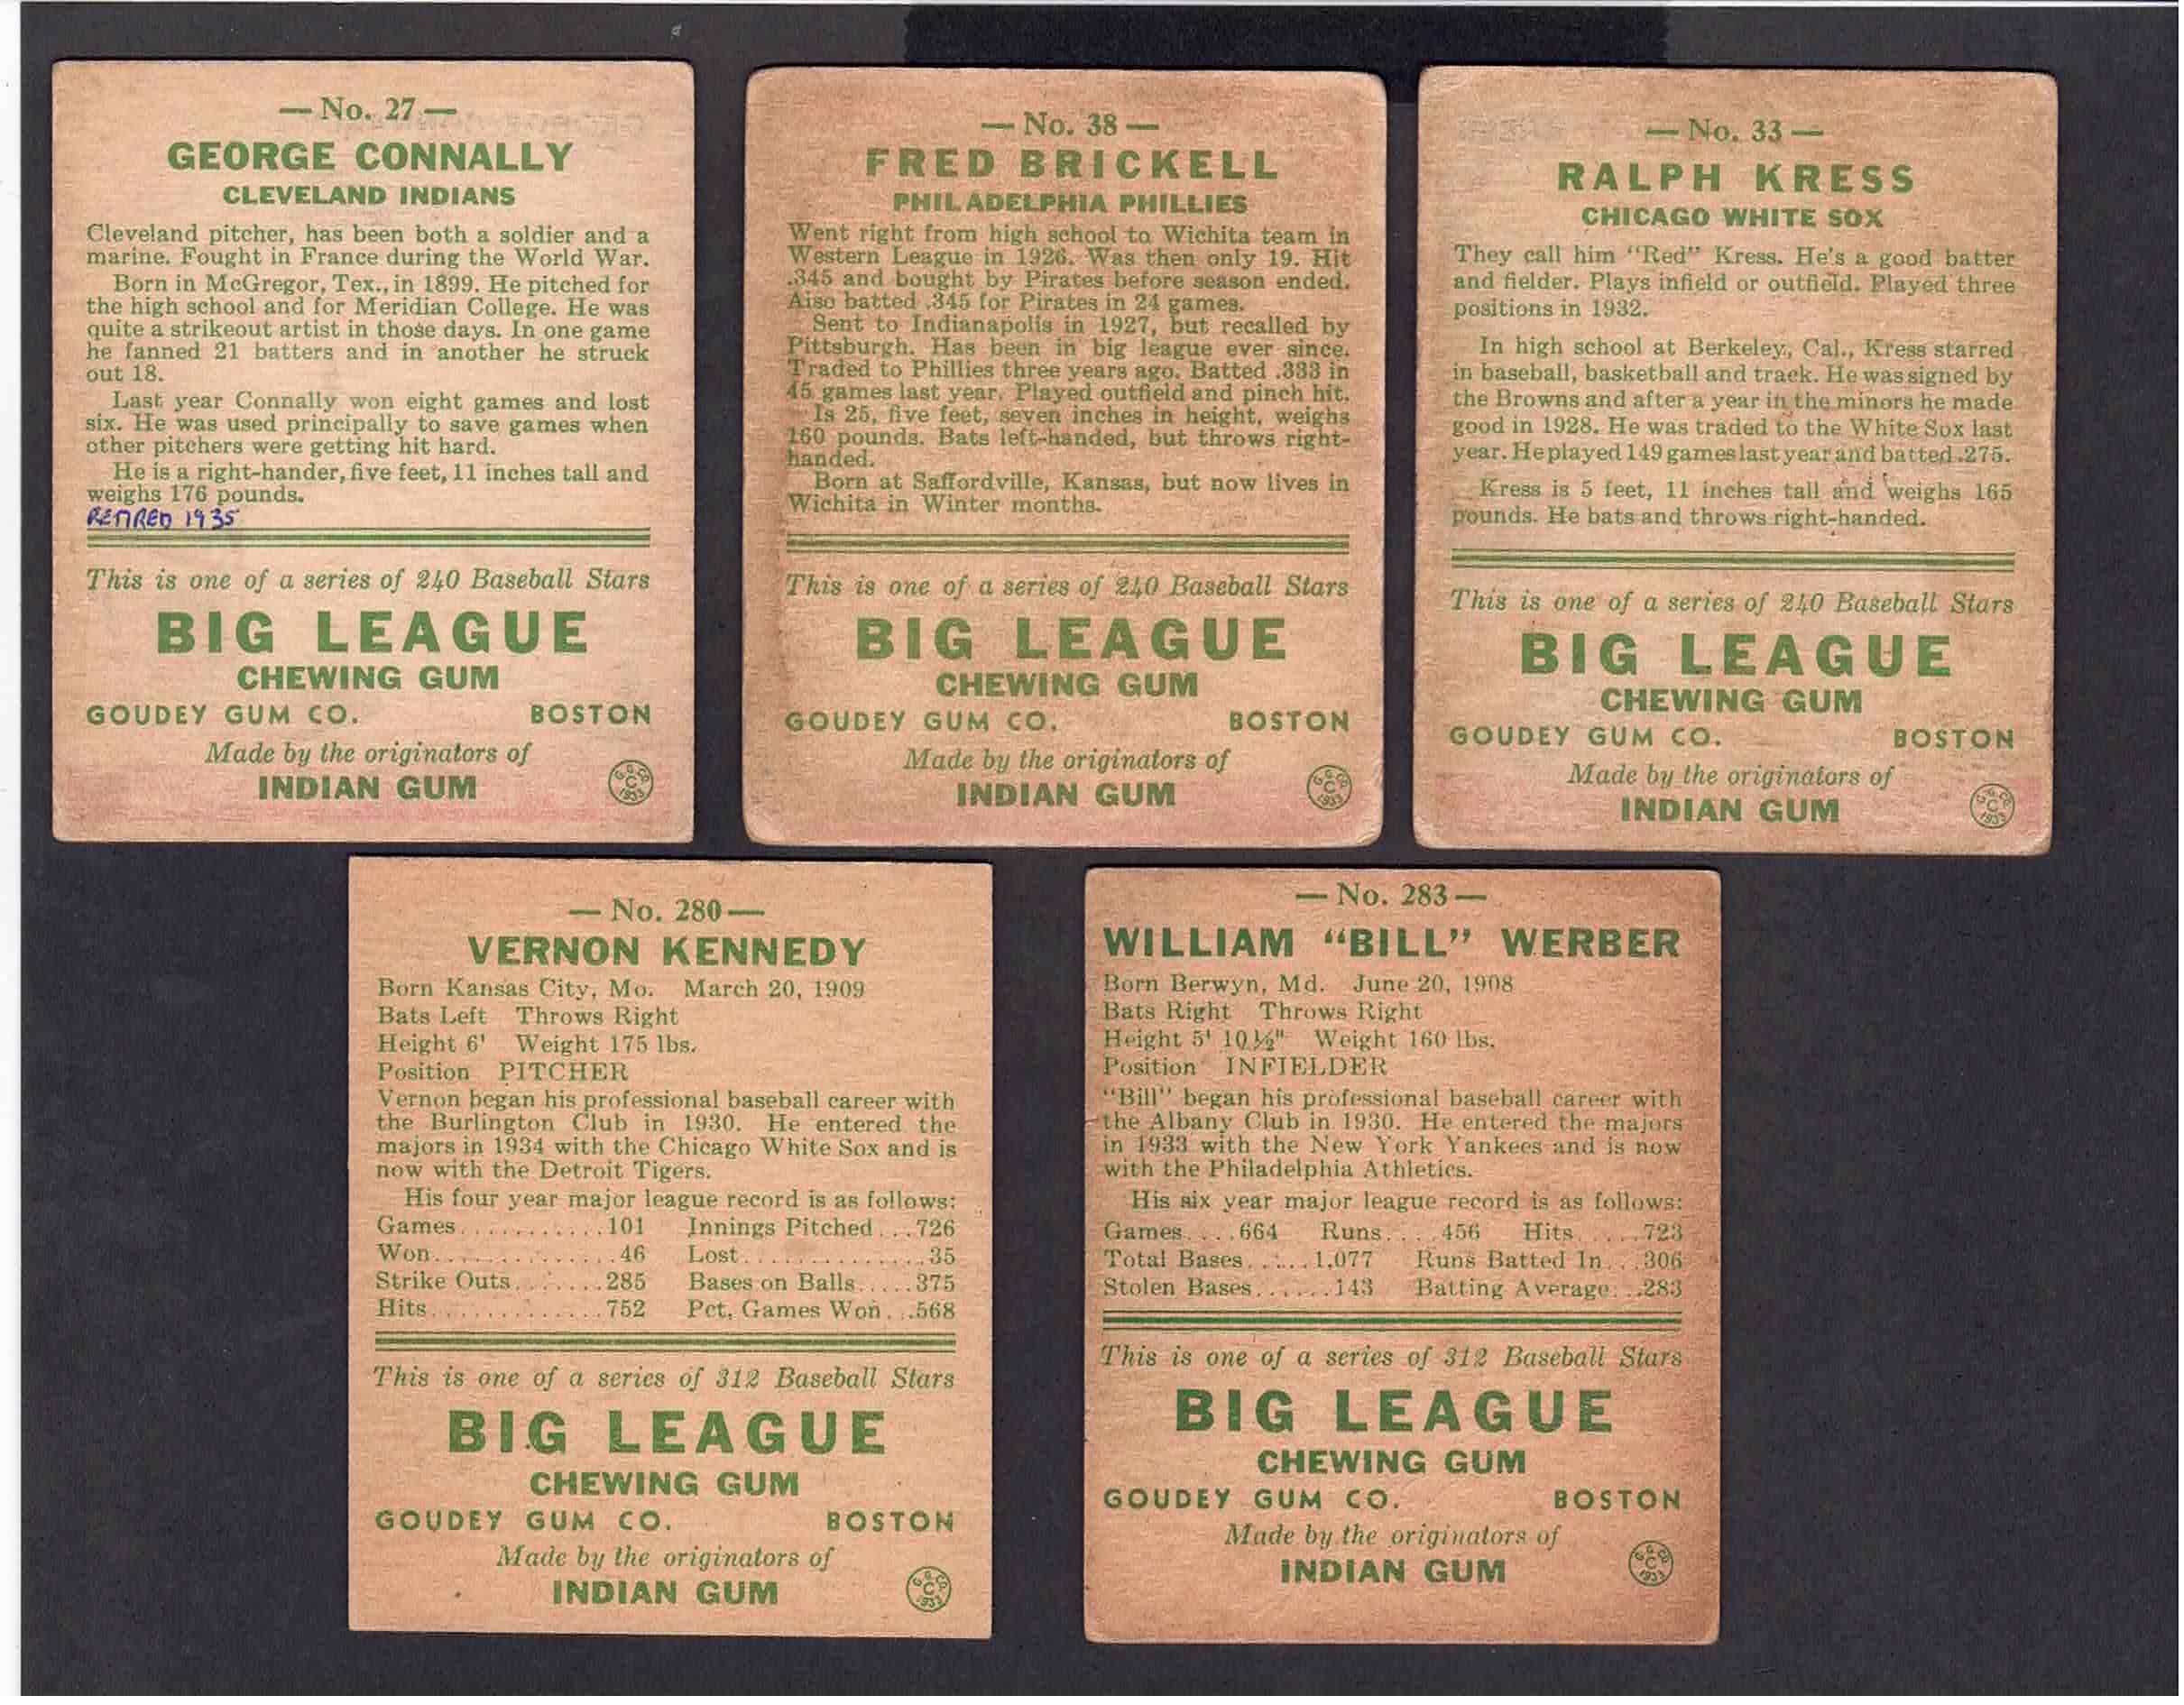 — No. 27 —
GEORGE CONNALLY
CLEVELAND INDIANS
Cleveland pitcher, has been both a soldier and a
marine. Fought in France during the World War.
Born in McGregor, Tex., in 1899. He pitched for
the high school and for Meridian College. He was
quite a strikeout artist in those days. In one game
he fanned 21 batters and in another he struck
out 18.
Last year Connally won eight games and lost
six. He was used principally to save games when
other pitchers were getting hit hard.
He is a right-hander, five feet, 11 inches tall and
weighs 176 pounds.
RETIRED 1935
This is one of a series of 240 Baseball Stars
BIG LEAGUE
CHEWING GUM
GOUDEY GUM CO. BOSTON
Made by the originators of
INDIAN GUM
G.G.CO.
C
1933
— No. 38 —
FRED BRICKELL
PHILADELPHIA PHILLIES
Went right from high school to Wichita team in
Western League in 1926. Was then only 19. Hit
.345 and bought by Pirates before season ended.
Also batted .345 for Pirates in 24 games.
Sent to Indianapolis in 1927, but recalled by
Pittsburgh. Has been in big league ever since.
Traded to Phillies three years ago. Batted .333 in
45 games last year. Played outfield and pinch hit.
Is 25, five feet, seven inches in height, weighs
160 pounds. Bats left-handed, but throws right-
handed.
Born at Saffordville, Kansas, but now lives in
Wichita in Winter months.
This is one of a series of 240 Baseball Stars
BIG LEAGUE
CHEWING GUM
GOUDEY GUM CO. BOSTON
Made by the originators of
INDIAN GUM
G.G.CO.
C
1933
— No. 33 —
RALPH KRESS
CHICAGO WHITE SOX
They call him "Red" Kress. He's a good batter
and fielder. Plays infield or outfield. Played three
positions in 1932.
In high school at Berkeley, Cal., Kress starred
in baseball, basketball and track. He was signed by
the Browns and after a year in the minors he made
good in 1928. He was traded to the White Sox last
year. He played 149 games last year and batted .275.
Kress is 5 feet, 11 inches tall and weighs 165
pounds. He bats and throws right-handed.
This is one of a series of 240 Baseball Stars
BIG LEAGUE
CHEWING GUM
GOUDEY GUM CO. BOSTON
Made by the originators of
INDIAN GUM
G.G.CO.
C
1933
— No. 280 —
VERNON KENNEDY
Born Kansas City, Mo. March 20, 1909
Bats Left Throws Right
Height 6' Weight 175 lbs.
Position PITCHER
Vernon began his professional baseball career with
the Burlington Club in 1930. He entered the
majors in 1934 with the Chicago White Sox and is
now with the Detroit Tigers.
His four year major league record is as follows:
Games...........101 Innings Pitched...726
Won.............46 Lost..............35
Strike Outs........285 Bases on Balls.....375
Hits.............752 Pct. Games Won...568
This is one of a series of 312 Baseball Stars
BIG LEAGUE
CHEWING GUM
GOUDEY GUM CO. BOSTON
Made by the originators of
INDIAN GUM
G.G.CO.
C
1933
— No. 283 —
WILLIAM "BILL" WERBER
Born Berwyn, Md. June 20, 1908
Bats Right Throws Right
Height 5' 10½" Weight 160 lbs.
Position INFIELDER
"Bill" began his professional baseball career with
the Albany Club in 1930. He entered the majors
in 1933 with the New York Yankees and is now
with the Philadelphia Athletics.
His six year major league record is as follows:
Games....664 Runs....456 Hits.....723
Total Bases......1,077 Runs Batted In...306
Stolen Bases.......143 Batting Average...283
This is one of a series of 312 Baseball Stars
BIG LEAGUE
CHEWING GUM
GOUDEY GUM CO. BOSTON
Made by the originators of
INDIAN GUM
G.G.CO.
C
1933